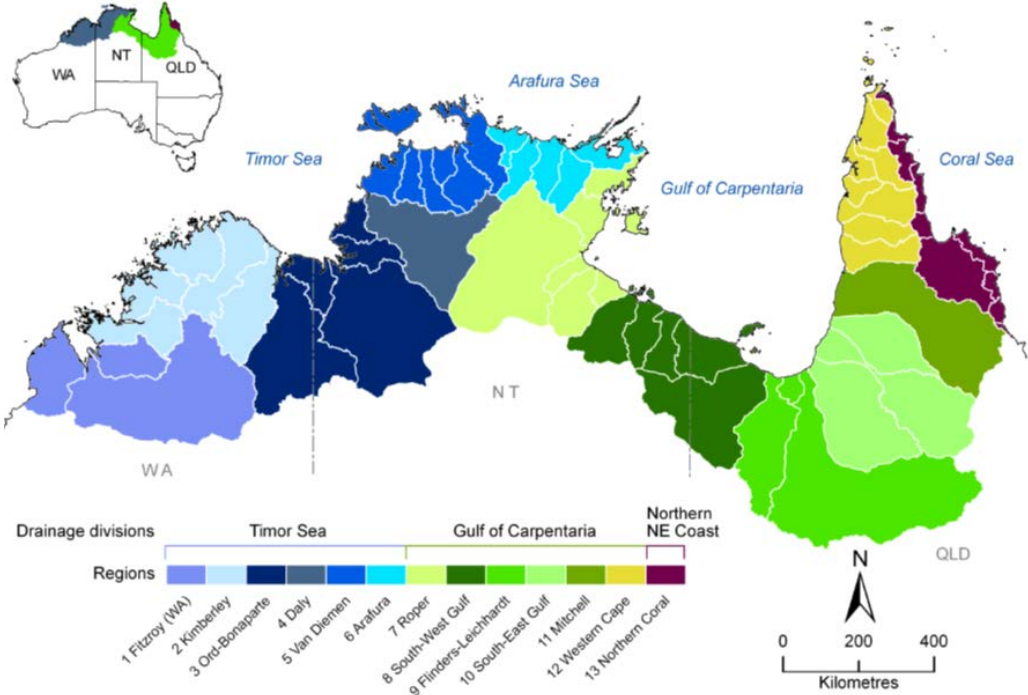 WA
NT
QLD
Arafura Sea
Timor Sea
Gulf of Carpentaria
Coral Sea
NT
WA
QLD
Drainage divisions
Timor Sea
Gulf of Carpentaria
Northern
NE Coast
Regions
1 Fitzroy (WA)
2 Kimberley
3 Ord-Bonaparte
4 Daly
5 Van Diemen
6 Arafura
7 Roper
8 South-West Gulf
9 Flinders-Leichhardt
10 South-East Gulf
11 Mitchell
12 Western Cape
13 Northern Coral
N
0 200 400
Kilometres